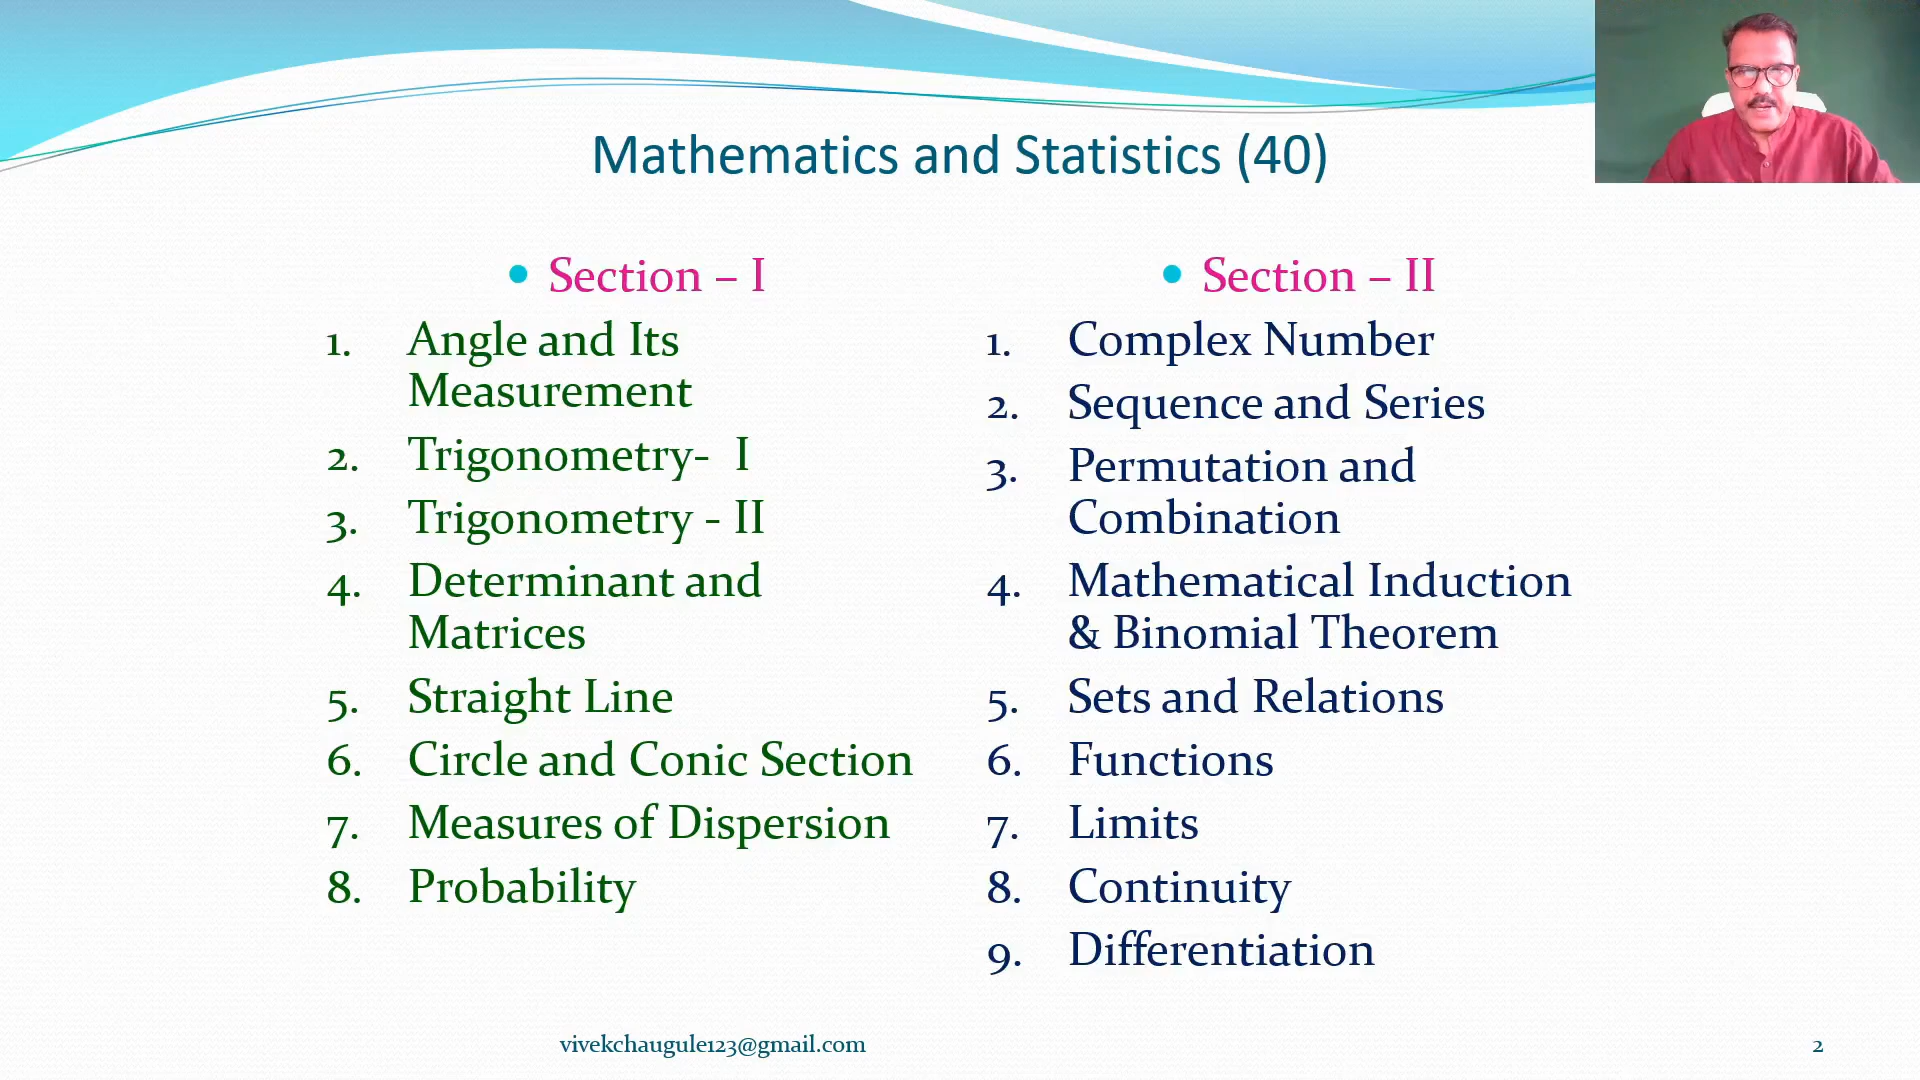 Mathematics and Statistics (40)
• Section – I
1. Angle and Its
Measurement
2. Trigonometry- I
3. Trigonometry - II
4. Determinant and
Matrices
5. Straight Line
6. Circle and Conic Section
7. Measures of Dispersion
8. Probability
• Section – II
1. Complex Number
2. Sequence and Series
3. Permutation and
Combination
4. Mathematical Induction
& Binomial Theorem
5. Sets and Relations
6. Functions
7. Limits
8. Continuity
9. Differentiation
vivekchaugule123@gmail.com
2